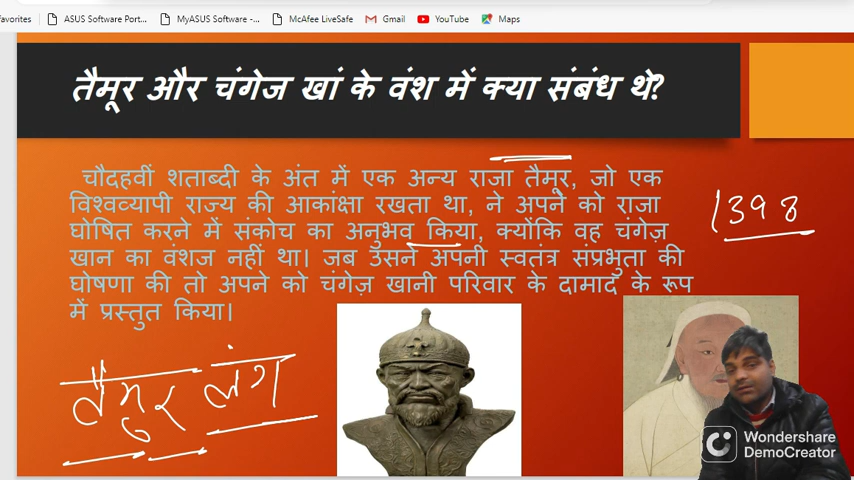 avorites
ASUS Software Port...
MyASUS Software -...
McAfee LiveSafe
Gmail
YouTube
Maps
तैमूर और चंगेज खां के वंश में क्या संबंध थे?
चौदहवीं शताब्दी के अंत में एक अन्य राजा तैमूर, जो एक
विश्वव्यापी राज्य की आकांक्षा रखता था, ने अपने को राजा
घोषित करने में संकोच का अनुभव किया, क्योंकि वह चंगेज़
खान का वंशज नहीं था। जब उसने अपनी स्वतंत्र संप्रभुता की
घोषणा की तो अपने को चंगेज़ खानी परिवार के दामाद के रूप
में प्रस्तुत किया।
1398
तैमुर लंग
Wondershare
DemoCreator